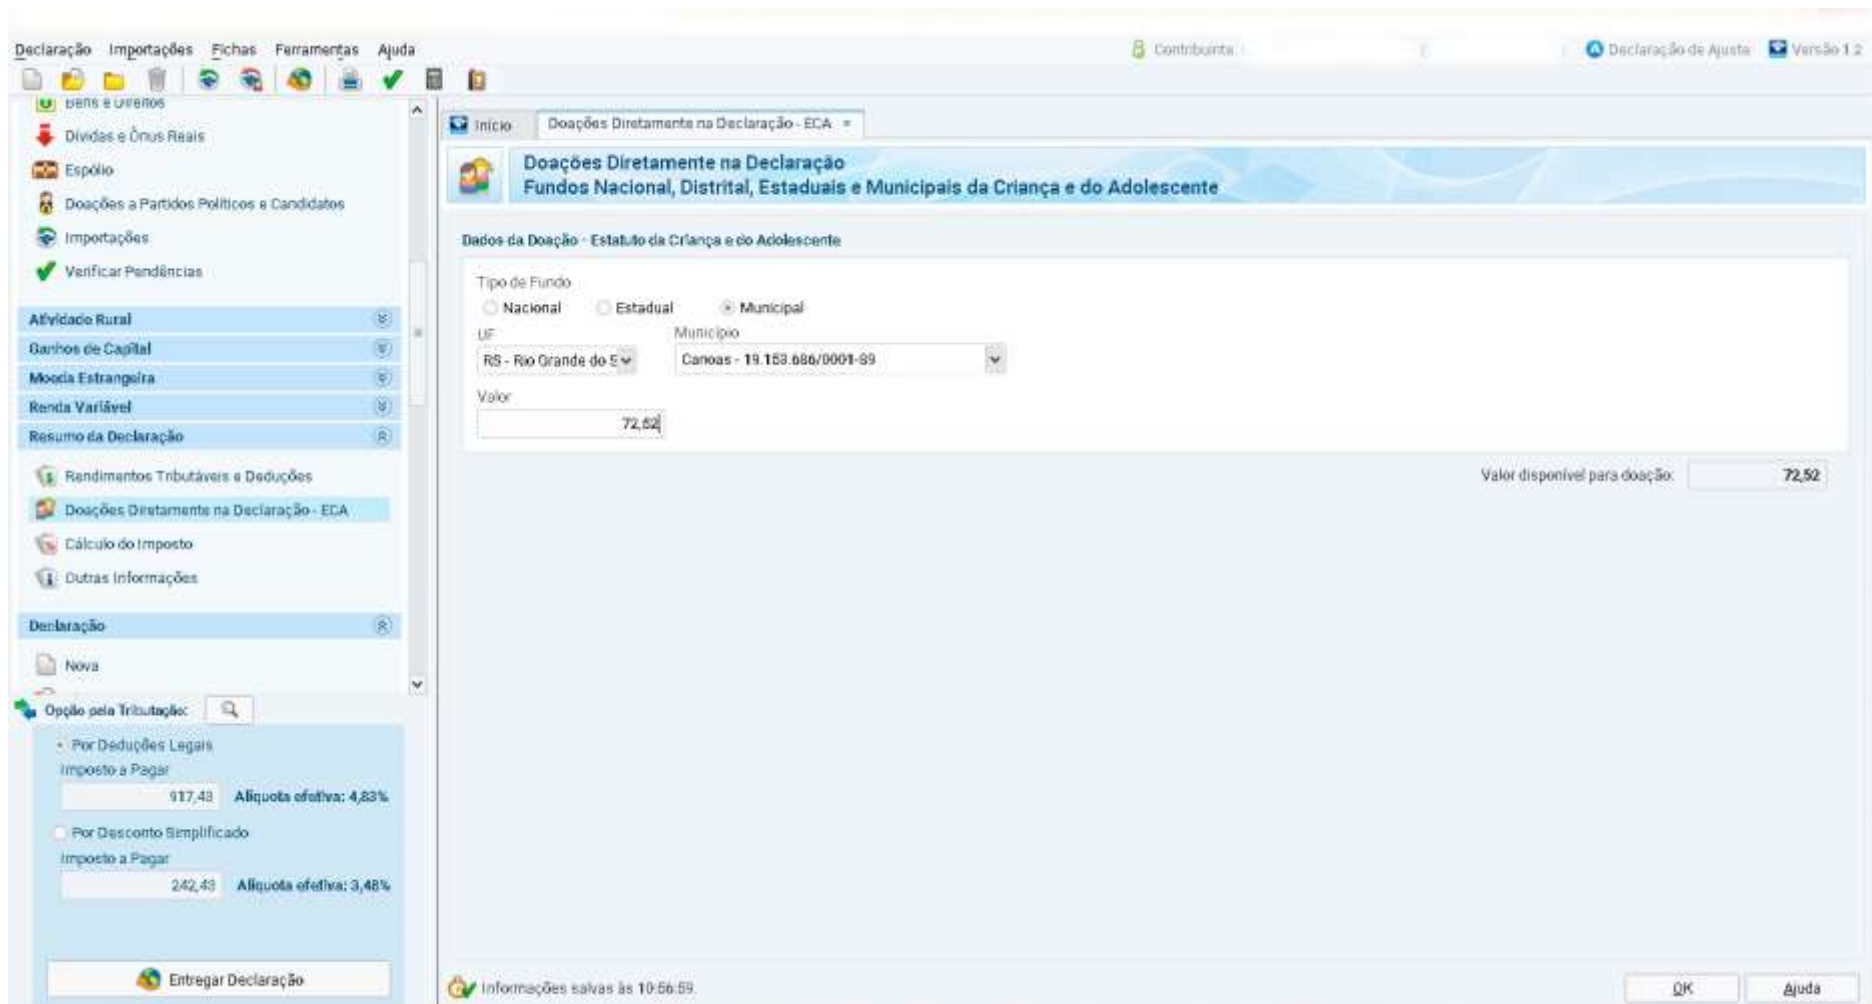 Declaração Importações Fichas Ferramentas Ajuda
Contribuinte:
Declaração de Ajuste
Versão 1.2
Bens e Direitos
Dívidas e Ônus Reais
Espólio
Doações a Partidos Políticos e Candidatos
Importações
Verificar Pendências
Atividade Rural
Ganhos de Capital
Moeda Estrangeira
Renda Variável
Resumo da Declaração
Rendimentos Tributáveis e Deduções
Doações Diretamente na Declaração - ECA
Cálculo do Imposto
Outras Informações
Declaração
Nova
Opção pela Tributação:
Por Deduções Legais
Imposto a Pagar
917,43 Alíquota efetiva: 4,83%
Por Desconto Simplificado
Imposto a Pagar
242,43 Alíquota efetiva: 3,48%
Entregar Declaração
Início
Doações Diretamente na Declaração - ECA
Doações Diretamente na Declaração
Fundos Nacional, Distrital, Estaduais e Municipais da Criança e do Adolescente
Dados da Doação - Estatuto da Criança e do Adolescente
Tipo de Fundo
Nacional Estadual Municipal
UF Município
RS - Rio Grande do S Canoas - 19.153.686/0001-89
Valor
72,52
Valor disponível para doação: 72,52
Informações salvas às 10:56:59.
OK Ajuda